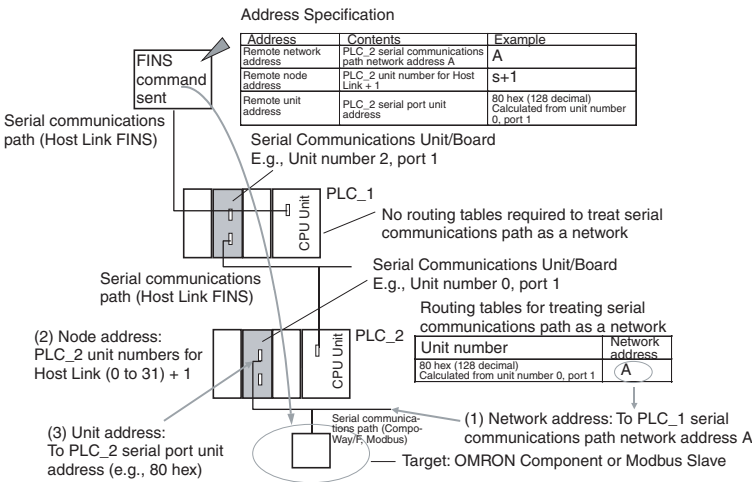 Address Specification
Address Contents Example
Remote network address PLC_2 serial communications path network address A A
Remote node address PLC_2 unit number for Host Link + 1 s+1
Remote unit address PLC_2 serial port unit address 80 hex (128 decimal) Calculated from unit number 0, port 1
FINS
command
sent
Serial communications
path (Host Link FINS)
Serial Communications Unit/Board
E.g., Unit number 2, port 1
PLC_1
CPU Unit
No routing tables required to treat serial
communications path as a network
Serial communications
path (Host Link FINS)
Serial Communications Unit/Board
E.g., Unit number 0, port 1
Routing tables for treating serial
communications path as a network
Unit number Network address
80 hex (128 decimal)
Calculated from unit number 0, port 1 A
(2) Node address:
PLC_2 unit numbers for
Host Link (0 to 31) + 1
PLC_2
CPU Unit
(3) Unit address:
To PLC_2 serial port unit
address (e.g., 80 hex)
Serial communica-
tions path (Compo-
Way/F, Modbus)
(1) Network address: To PLC_1 serial
communications path network address A
Target: OMRON Component or Modbus Slave